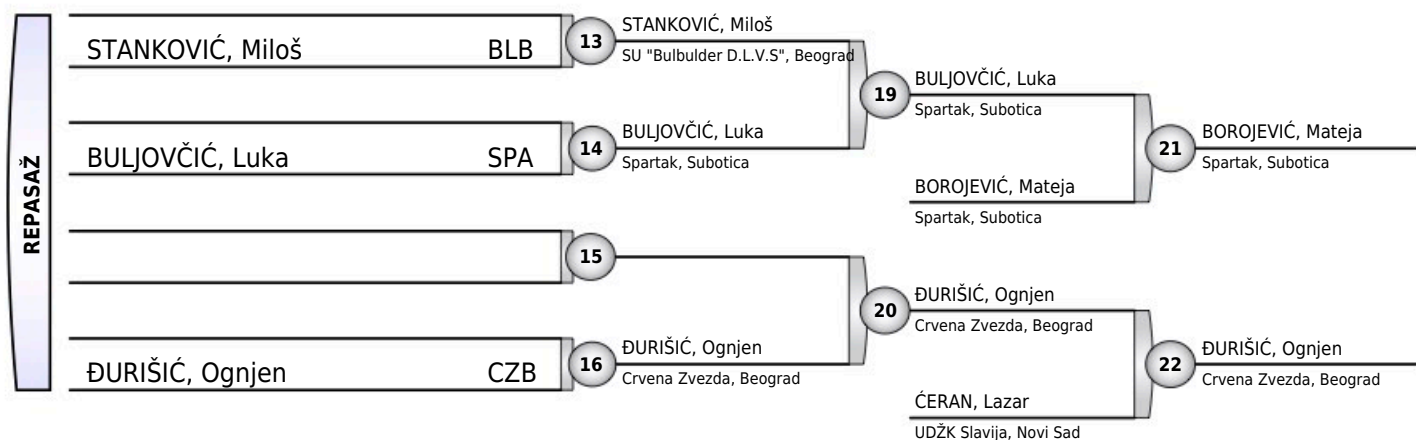 REPASAŽ
STANKOVIĆ, Miloš BLB
BULJOVČIĆ, Luka SPA
ĐURIŠIĆ, Ognjen CZB
13
STANKOVIĆ, Miloš
SU "Bulbulder D.L.V.S", Beograd
14
BULJOVČIĆ, Luka
Spartak, Subotica
15
16
ĐURIŠIĆ, Ognjen
Crvena Zvezda, Beograd
19
BULJOVČIĆ, Luka
Spartak, Subotica
BOROJEVIĆ, Mateja
Spartak, Subotica
20
ĐURIŠIĆ, Ognjen
Crvena Zvezda, Beograd
ĆERAN, Lazar
UDŽK Slavija, Novi Sad
21
BOROJEVIĆ, Mateja
Spartak, Subotica
22
ĐURIŠIĆ, Ognjen
Crvena Zvezda, Beograd